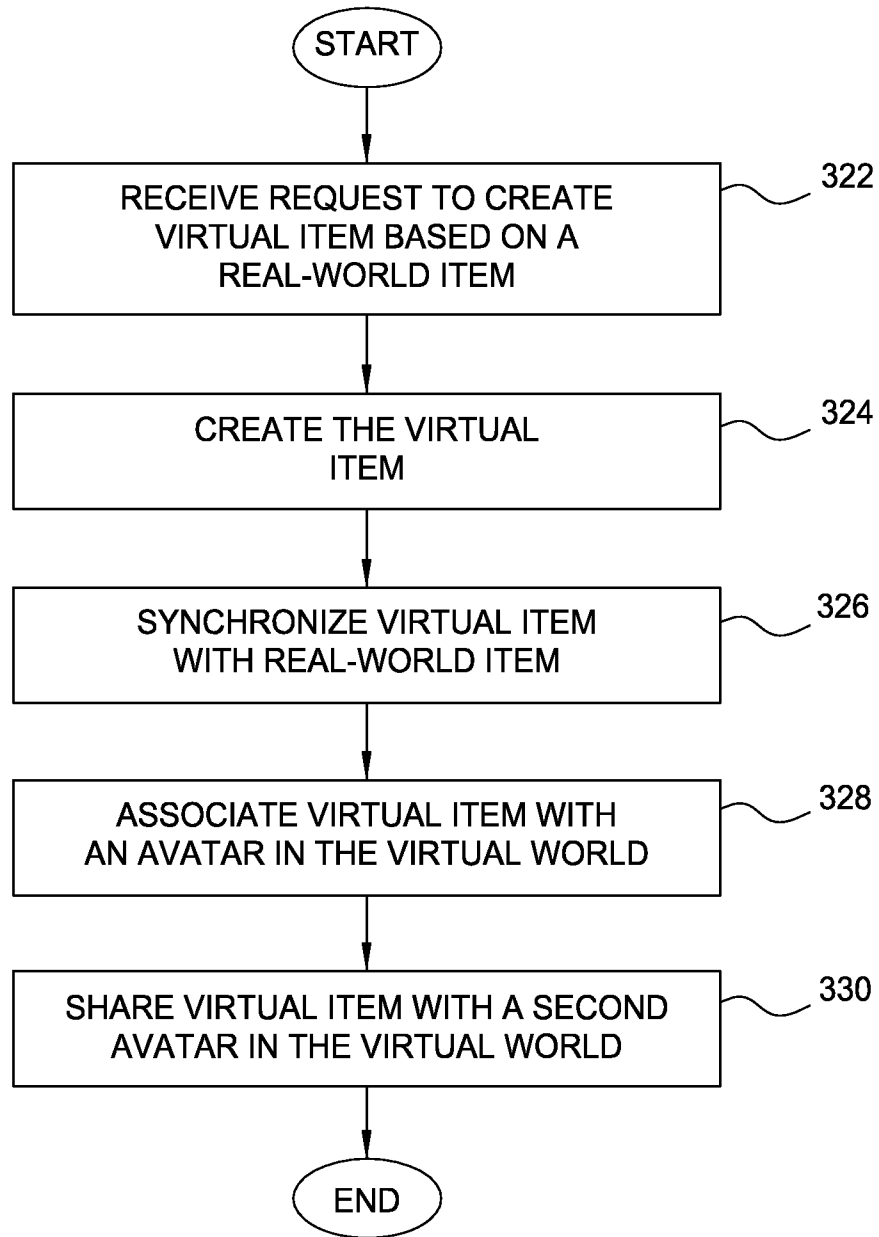 START
RECEIVE REQUEST TO CREATE
VIRTUAL ITEM BASED ON A
REAL-WORLD ITEM
322
CREATE THE VIRTUAL
ITEM
324
SYNCHRONIZE VIRTUAL ITEM
WITH REAL-WORLD ITEM
326
ASSOCIATE VIRTUAL ITEM WITH
AN AVATAR IN THE VIRTUAL WORLD
328
SHARE VIRTUAL ITEM WITH A SECOND
AVATAR IN THE VIRTUAL WORLD
330
END